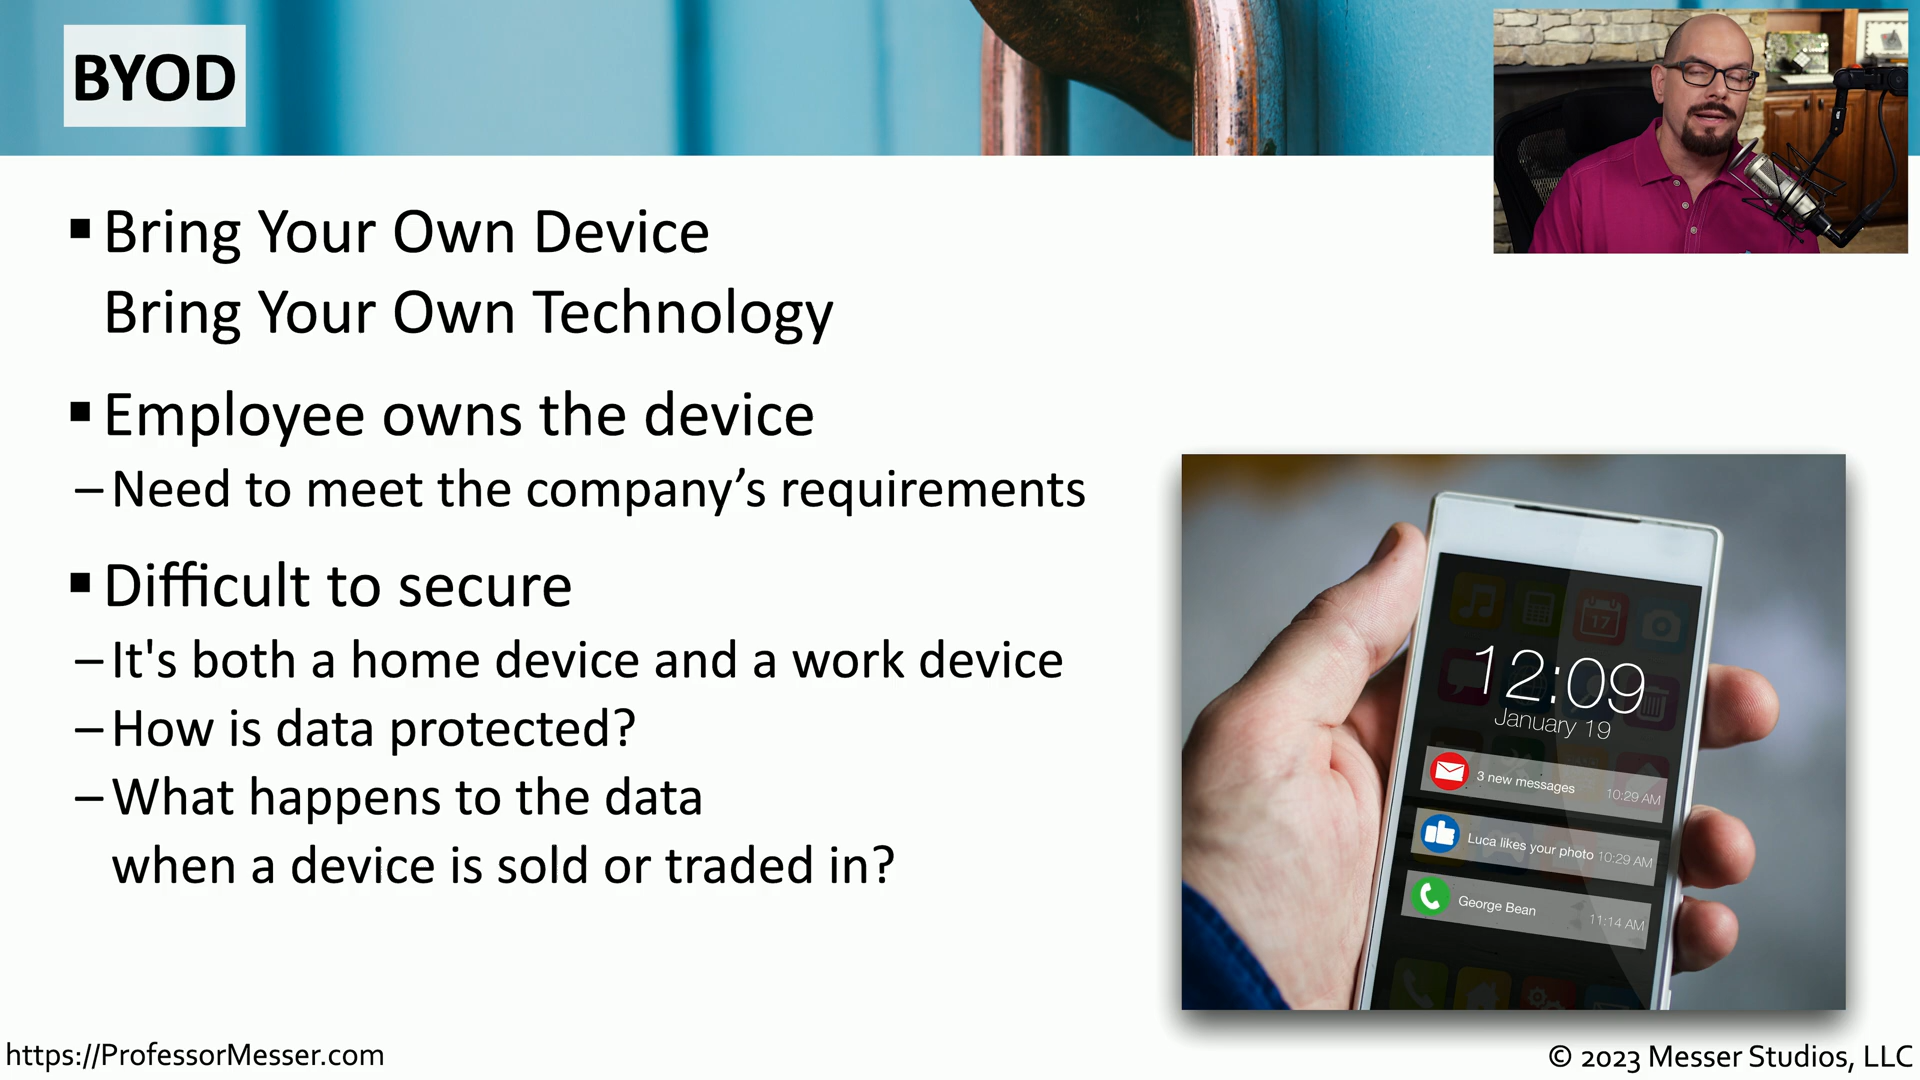 BYOD
▪ Bring Your Own Device
Bring Your Own Technology
▪ Employee owns the device
– Need to meet the company’s requirements
▪ Difficult to secure
– It's both a home device and a work device
– How is data protected?
– What happens to the data
when a device is sold or traded in?
17
12:09
January 19
3 new messages 10:29 AM
Luca likes your photo 10:29 AM
George Bean 11:14 AM
https://ProfessorMesser.com
© 2023 Messer Studios, LLC